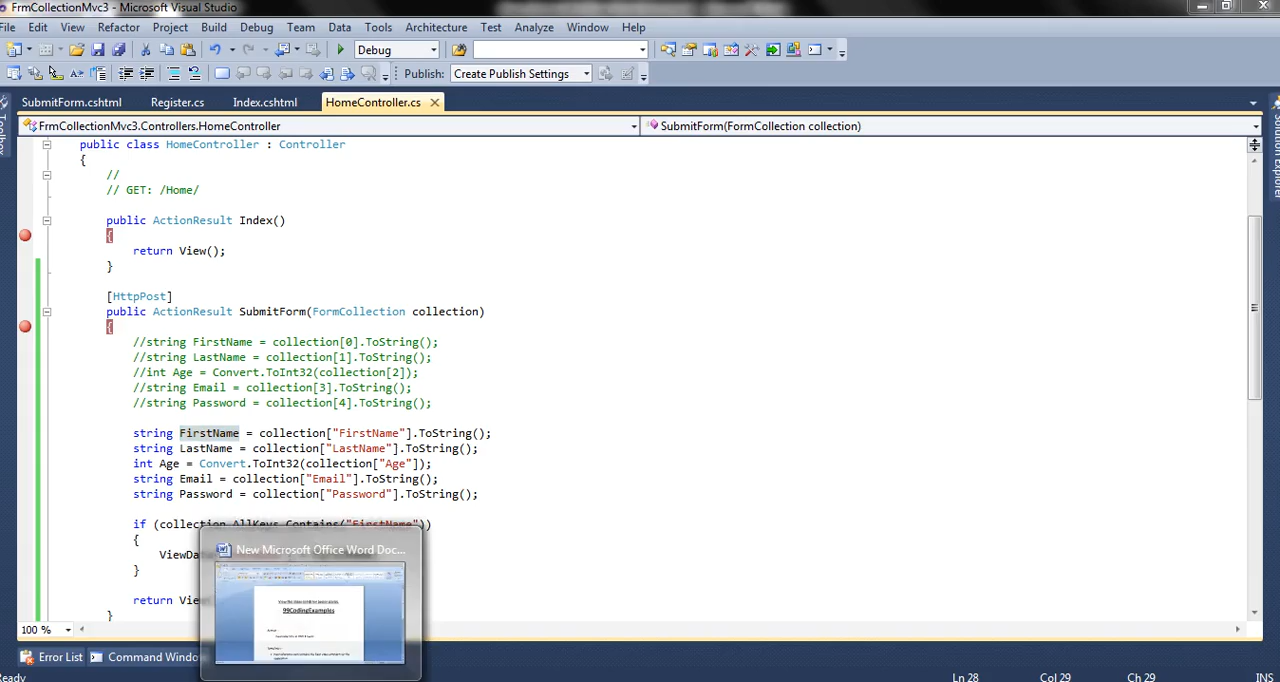 FrmCollectionMvc3 - Microsoft Visual Studio
File Edit View Refactor Project Build Debug Team Data Tools Architecture Test Analyze Window Help
Debug
Publish: Create Publish Settings
SubmitForm.cshtml Register.cs Index.cshtml HomeController.cs
FrmCollectionMvc3.Controllers.HomeController SubmitForm(FormCollection collection)
Toolbox
Solution Explorer
public class HomeController : Controller
{
//
// GET: /Home/
public ActionResult Index()
{
return View();
}
[HttpPost]
public ActionResult SubmitForm(FormCollection collection)
{
//string FirstName = collection[0].ToString();
//string LastName = collection[1].ToString();
//int Age = Convert.ToInt32(collection[2]);
//string Email = collection[3].ToString();
//string Password = collection[4].ToString();
string FirstName = collection["FirstName"].ToString();
string LastName = collection["LastName"].ToString();
int Age = Convert.ToInt32(collection["Age"]);
string Email = collection["Email"].ToString();
string Password = collection["Password"].ToString();
if (collection.AllKeys.Contains("FirstName"))
{
ViewDa
}
return Vie
}
New Microsoft Office Word Doc...
99CodingExamples
100 %
Error List Command Windo
Ready Ln 28 Col 29 Ch 29 INS